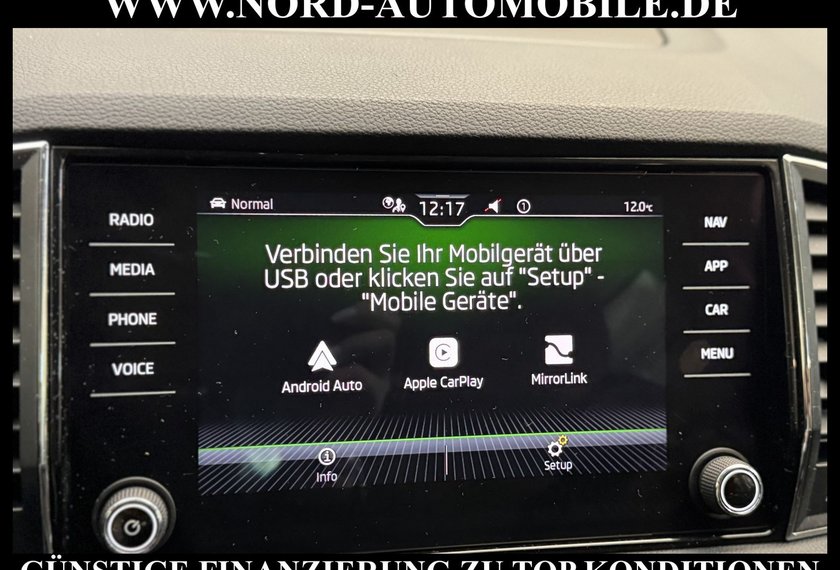 WWW.NORD-AUTOMOBILE.DE
Normal
12:17
1
12.0°C
RADIO
MEDIA
PHONE
VOICE
Verbinden Sie Ihr Mobilgerät über
USB oder klicken Sie auf "Setup" -
"Mobile Geräte".
Android Auto
Apple CarPlay
MirrorLink
Info
Setup
NAV
APP
CAR
MENU
GÜNSTIGE FINANZIERUNG ZU TOP KONDITIONEN